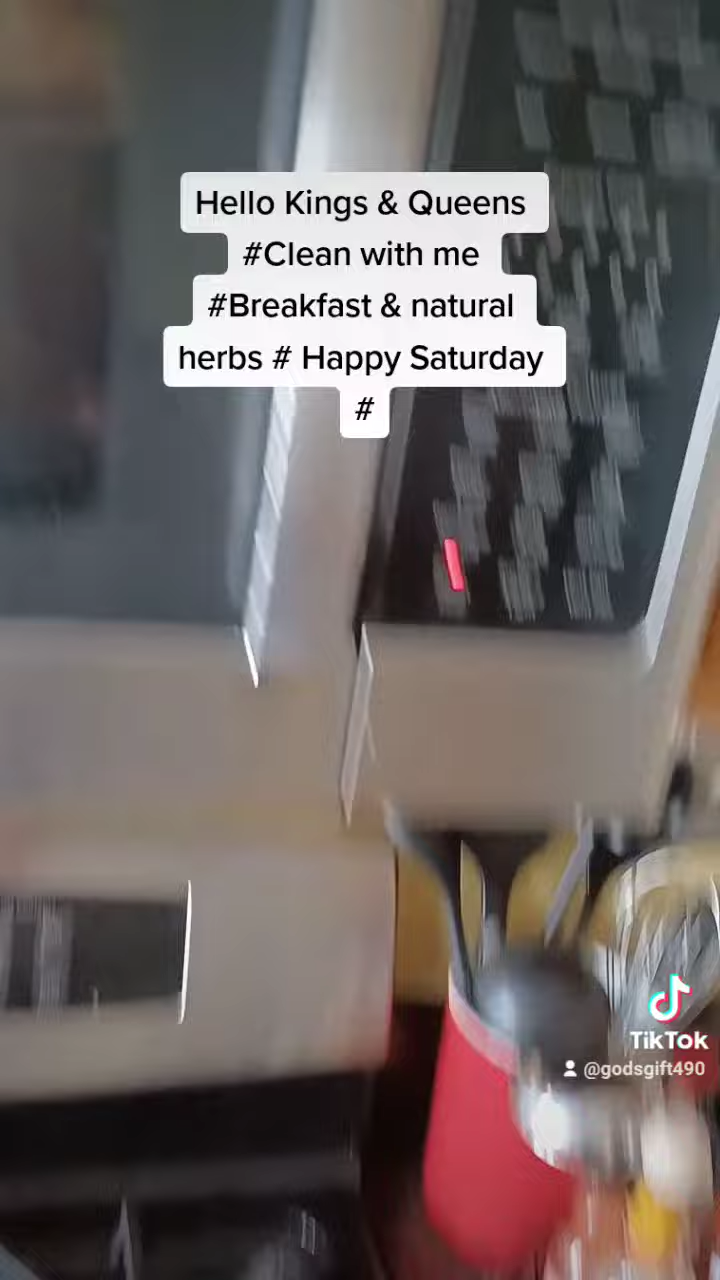 Hello Kings & Queens
#Clean with me
#Breakfast & natural
herbs # Happy Saturday
#
TikTok
@godsgift490